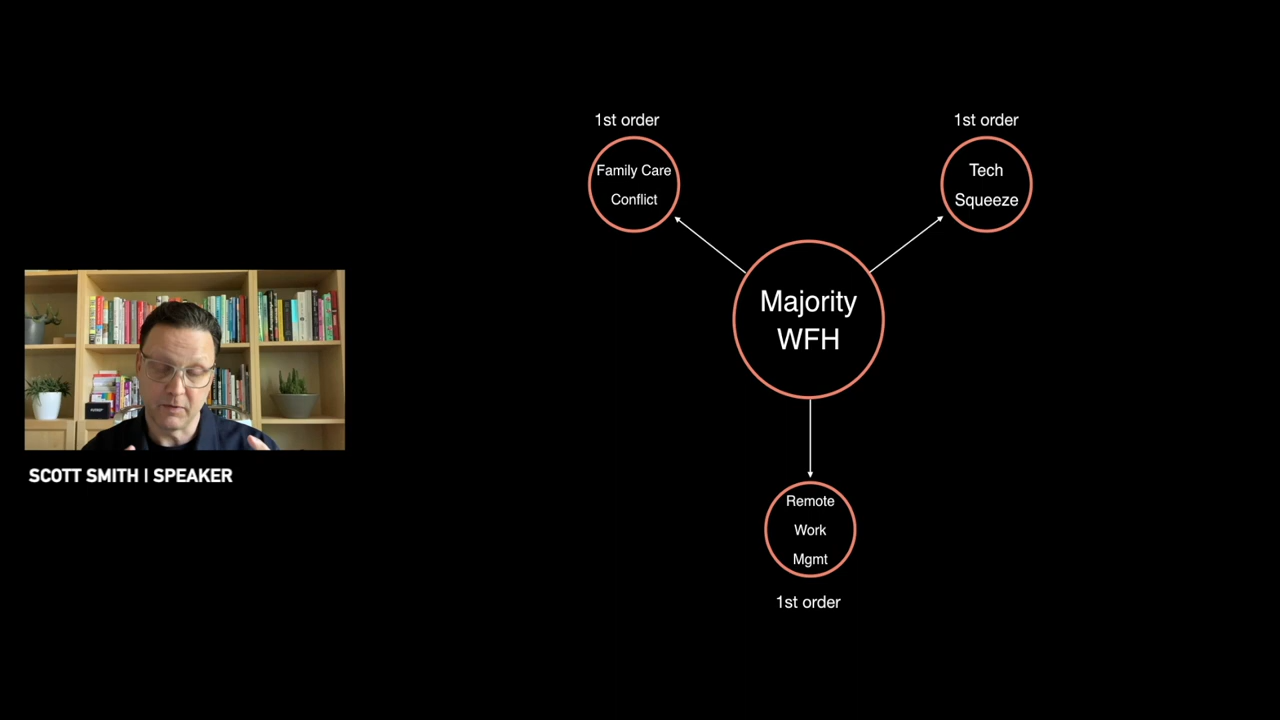 1st order
1st order
Family Care
Conflict
Tech
Squeeze
Majority
WFH
SCOTT SMITH | SPEAKER
Remote
Work
Mgmt
1st order